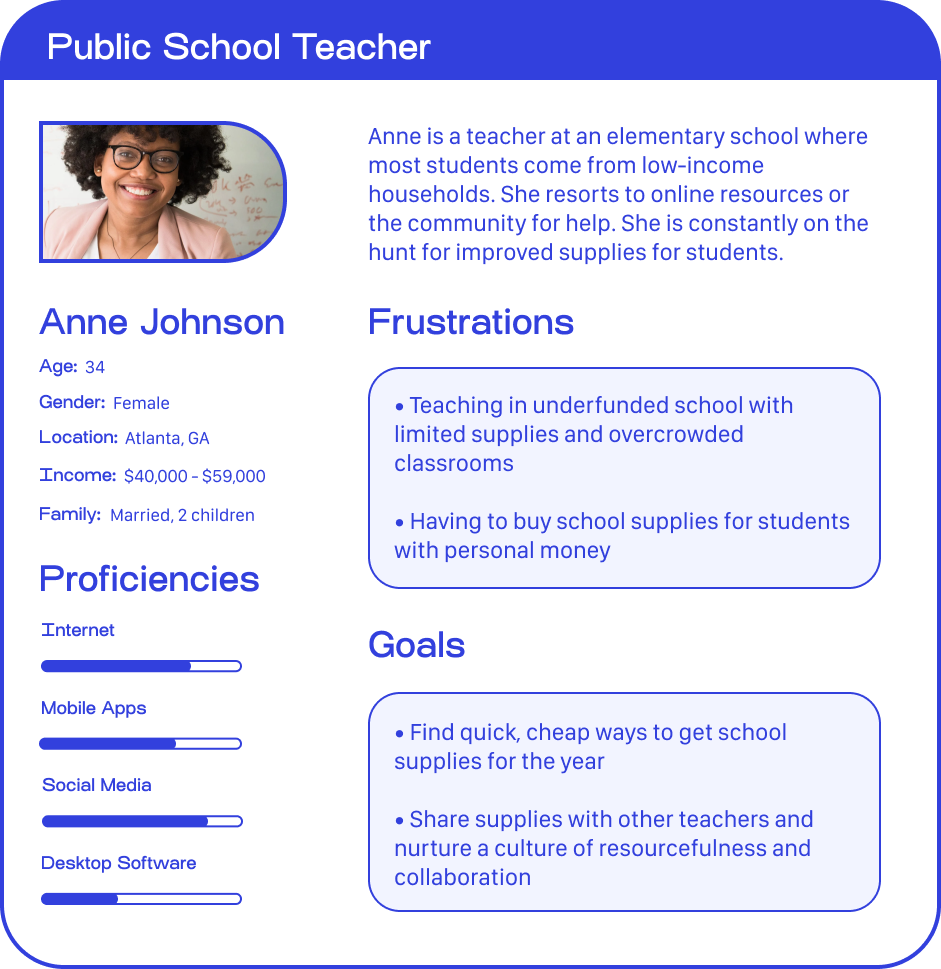 Public School Teacher
Anne is a teacher at an elementary school where
most students come from low-income
households. She resorts to online resources or
the community for help. She is constantly on the
hunt for improved supplies for students.
Anne Johnson
Age: 34
Gender: Female
Location: Atlanta, GA
Income: $40,000 - $59,000
Family: Married, 2 children
Proficiencies
Internet
Mobile Apps
Social Media
Desktop Software
Frustrations
• Teaching in underfunded school with
limited supplies and overcrowded
classrooms
• Having to buy school supplies for students
with personal money
Goals
• Find quick, cheap ways to get school
supplies for the year
• Share supplies with other teachers and
nurture a culture of resourcefulness and
collaboration